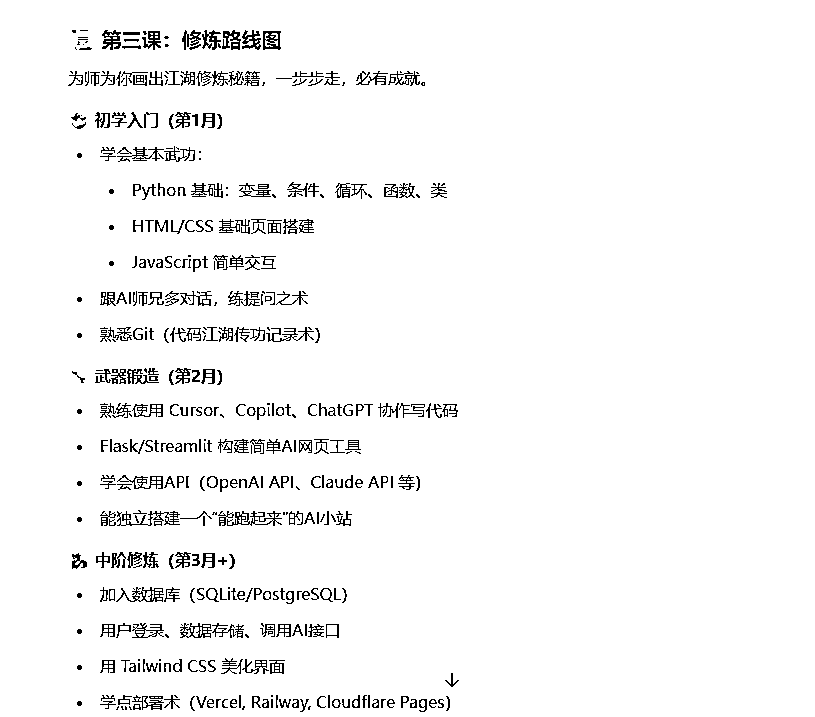 第三课：修炼路线图
为师为你画出江湖修炼秘籍，一步步走，必有成就。
初学入门（第1月）
学会基本武功：
Python 基础：变量、条件、循环、函数、类
HTML/CSS 基础页面搭建
JavaScript 简单交互
跟AI师兄多对话，练提问之术
熟悉Git（代码江湖传功记录术）
武器锻造（第2月）
熟练使用 Cursor、Copilot、ChatGPT 协作写代码
Flask/Streamlit 构建简单AI网页工具
学会使用API（OpenAI API、Claude API 等）
能独立搭建一个“能跑起来”的AI小站
中阶修炼（第3月+）
加入数据库（SQLite/PostgreSQL）
用户登录、数据存储、调用AI接口
用 Tailwind CSS 美化界面
学点部署术（Vercel, Railway, Cloudflare Pages）